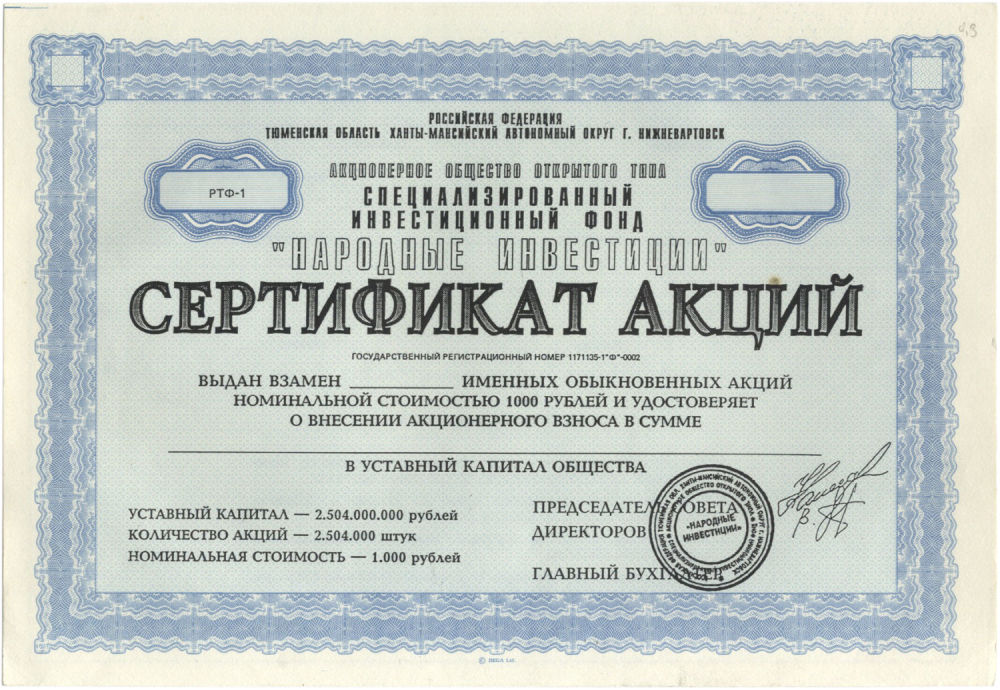 РОССИЙСКАЯ ФЕДЕРАЦИЯ
ТЮМЕНСКАЯ ОБЛАСТЬ ХАНТЫ-МАНСИЙСКИЙ АВТОНОМНЫЙ ОКРУГ Г. НИЖНЕВАРТОВСК
АКЦИОНЕРНОЕ ОБЩЕСТВО ОТКРЫТОГО ТИПА
РТФ-1
СПЕЦИАЛИЗИРОВАННЫЙ
ИНВЕСТИЦИОННЫЙ ФОНД
"НАРОДНЫЕ ИНВЕСТИЦИИ"
СЕРТИФИКАТ АКЦИЙ
ГОСУДАРСТВЕННЫЙ РЕГИСТРАЦИОННЫЙ НОМЕР 1171135-1"Ф"-0002
ВЫДАН ВЗАМЕН __________ ИМЕННЫХ ОБЫКНОВЕННЫХ АКЦИЙ
НОМИНАЛЬНОЙ СТОИМОСТЬЮ 1000 РУБЛЕЙ И УДОСТОВЕРЯЕТ
О ВНЕСЕНИИ АКЦИОНЕРНОГО ВЗНОСА В СУММЕ
В УСТАВНЫЙ КАПИТАЛ ОБЩЕСТВА
УСТАВНЫЙ КАПИТАЛ — 2.504.000.000 рублей
КОЛИЧЕСТВО АКЦИЙ — 2.504.000 штук
НОМИНАЛЬНАЯ СТОИМОСТЬ — 1.000 рублей
ПРЕДСЕДАТЕЛЬ СОВЕТА
ДИРЕКТОРОВ
ГЛАВНЫЙ БУХГАЛТЕР
«НАРОДНЫЕ
ИНВЕСТИЦИИ»